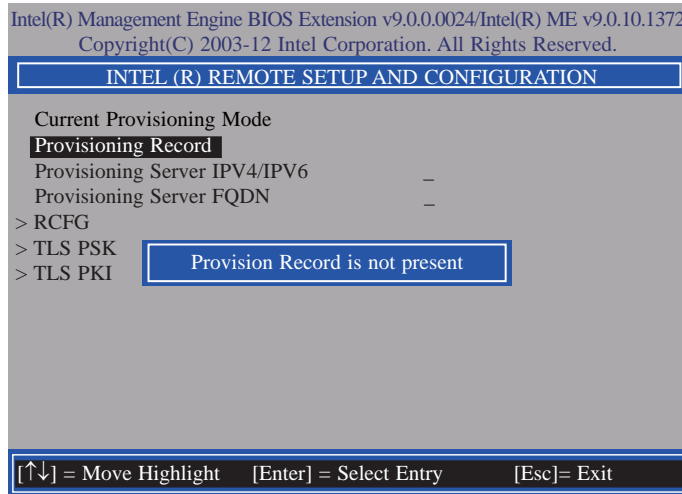 Intel(R) Management Engine BIOS Extension v9.0.0.0024/Intel(R) ME v9.0.10.1372
Copyright(C) 2003-12 Intel Corporation. All Rights Reserved.
INTEL (R) REMOTE SETUP AND CONFIGURATION
Current Provisioning Mode
Provisioning Record
Provisioning Server IPV4/IPV6 _
Provisioning Server FQDN _
> RCFG
> TLS PSK
> TLS PKI
Provision Record is not present
[↑↓] = Move Highlight [Enter] = Select Entry [Esc]= Exit